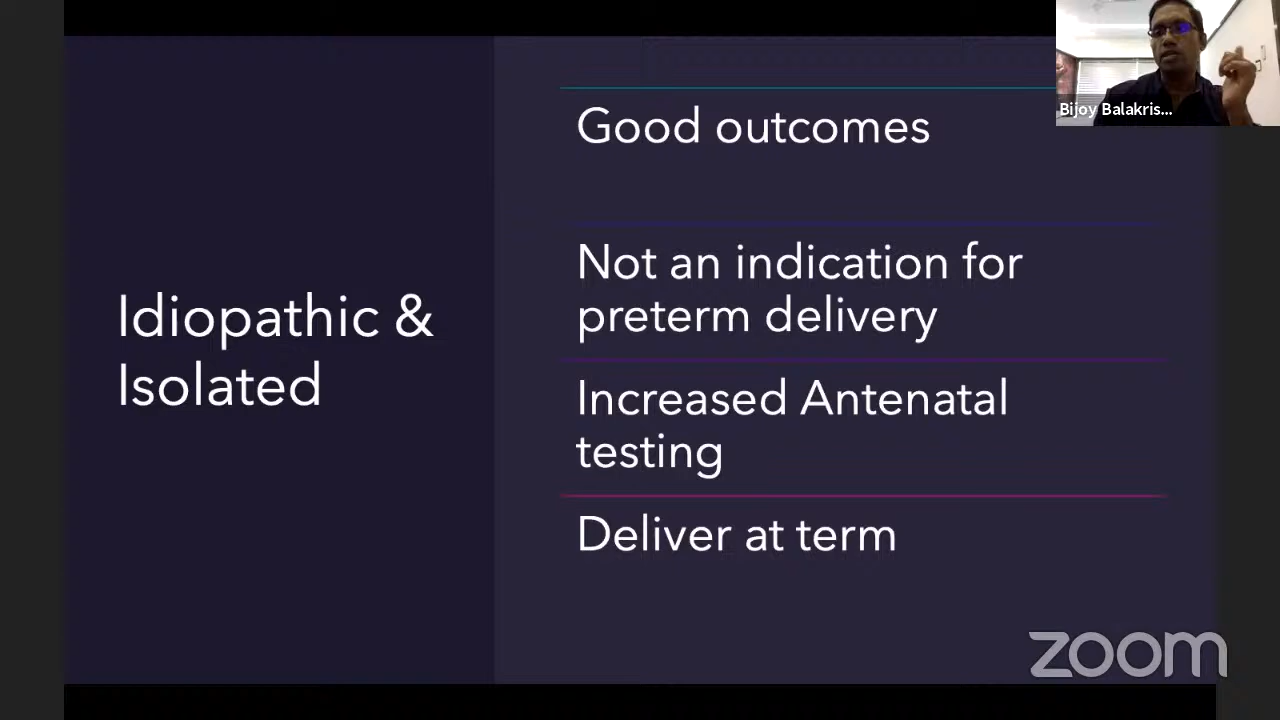 Idiopathic &
Isolated
Good outcomes
Not an indication for
preterm delivery
Increased Antenatal
testing
Deliver at term
Bijoy Balakris...
zoom